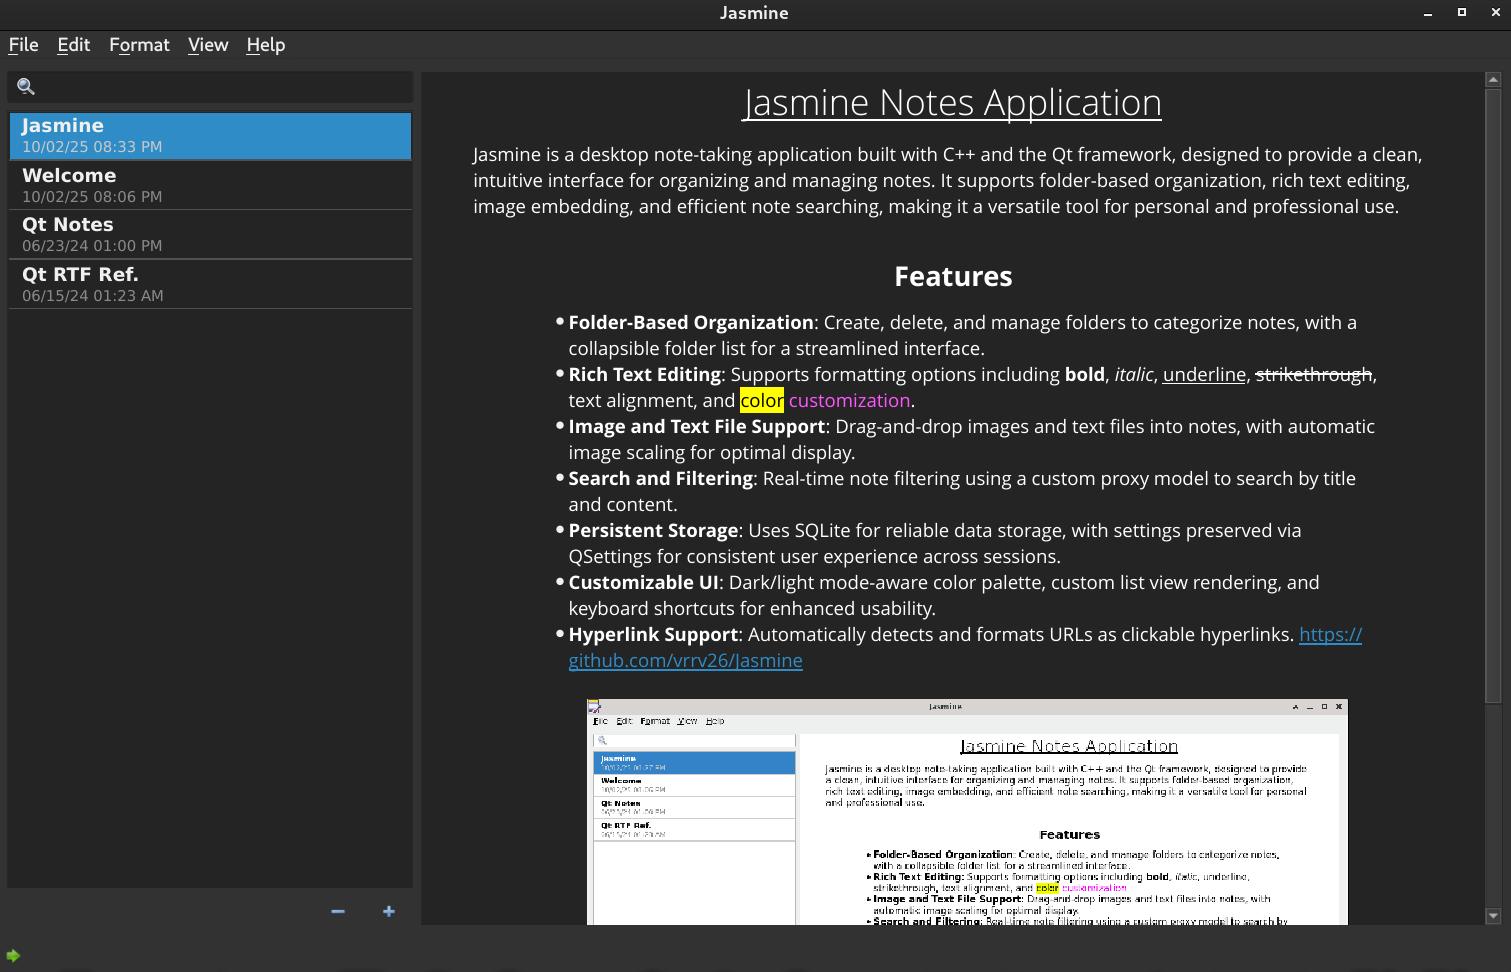 Jasmine
File Edit Format View Help
Jasmine
10/02/25 08:33 PM
Welcome
10/02/25 08:06 PM
Qt Notes
06/23/24 01:00 PM
Qt RTF Ref.
06/15/24 01:23 AM
Jasmine Notes Application
Jasmine is a desktop note-taking application built with C++ and the Qt framework, designed to provide a clean,
intuitive interface for organizing and managing notes. It supports folder-based organization, rich text editing,
image embedding, and efficient note searching, making it a versatile tool for personal and professional use.
Features
• Folder-Based Organization: Create, delete, and manage folders to categorize notes, with a
collapsible folder list for a streamlined interface.
• Rich Text Editing: Supports formatting options including bold, italic, underline, strikethrough,
text alignment, and color customization.
• Image and Text File Support: Drag-and-drop images and text files into notes, with automatic
image scaling for optimal display.
• Search and Filtering: Real-time note filtering using a custom proxy model to search by title
and content.
• Persistent Storage: Uses SQLite for reliable data storage, with settings preserved via
QSettings for consistent user experience across sessions.
• Customizable UI: Dark/light mode-aware color palette, custom list view rendering, and
keyboard shortcuts for enhanced usability.
• Hyperlink Support: Automatically detects and formats URLs as clickable hyperlinks. https://
github.com/vrrv26/Jasmine
Jasmine
File Edit Format View Help
Jasmine
Welcome
Qt Notes
Qt RTF Ref.
Jasmine Notes Application
Jasmine is a desktop note-taking application built with C++ and the Qt framework, designed to provide
a clean, intuitive interface for organizing and managing notes. It supports folder-based organization,
rich text editing, image embedding, and efficient note searching, making it a versatile tool for personal
and professional use.
Features
• Folder-Based Organization: Create, delete, and manage folders to categorize notes,
with a collapsible folder list for a streamlined interface.
• Rich Text Editing: Supports formatting options including bold, italic, underline,
strikethrough, text alignment, and color customization
• Image and Text File Support: Drag-and-drop images and text files into notes, with
automatic image scaling for optimal display.
• Search and Filtering: Real-time note filtering using a custom proxy model to search by